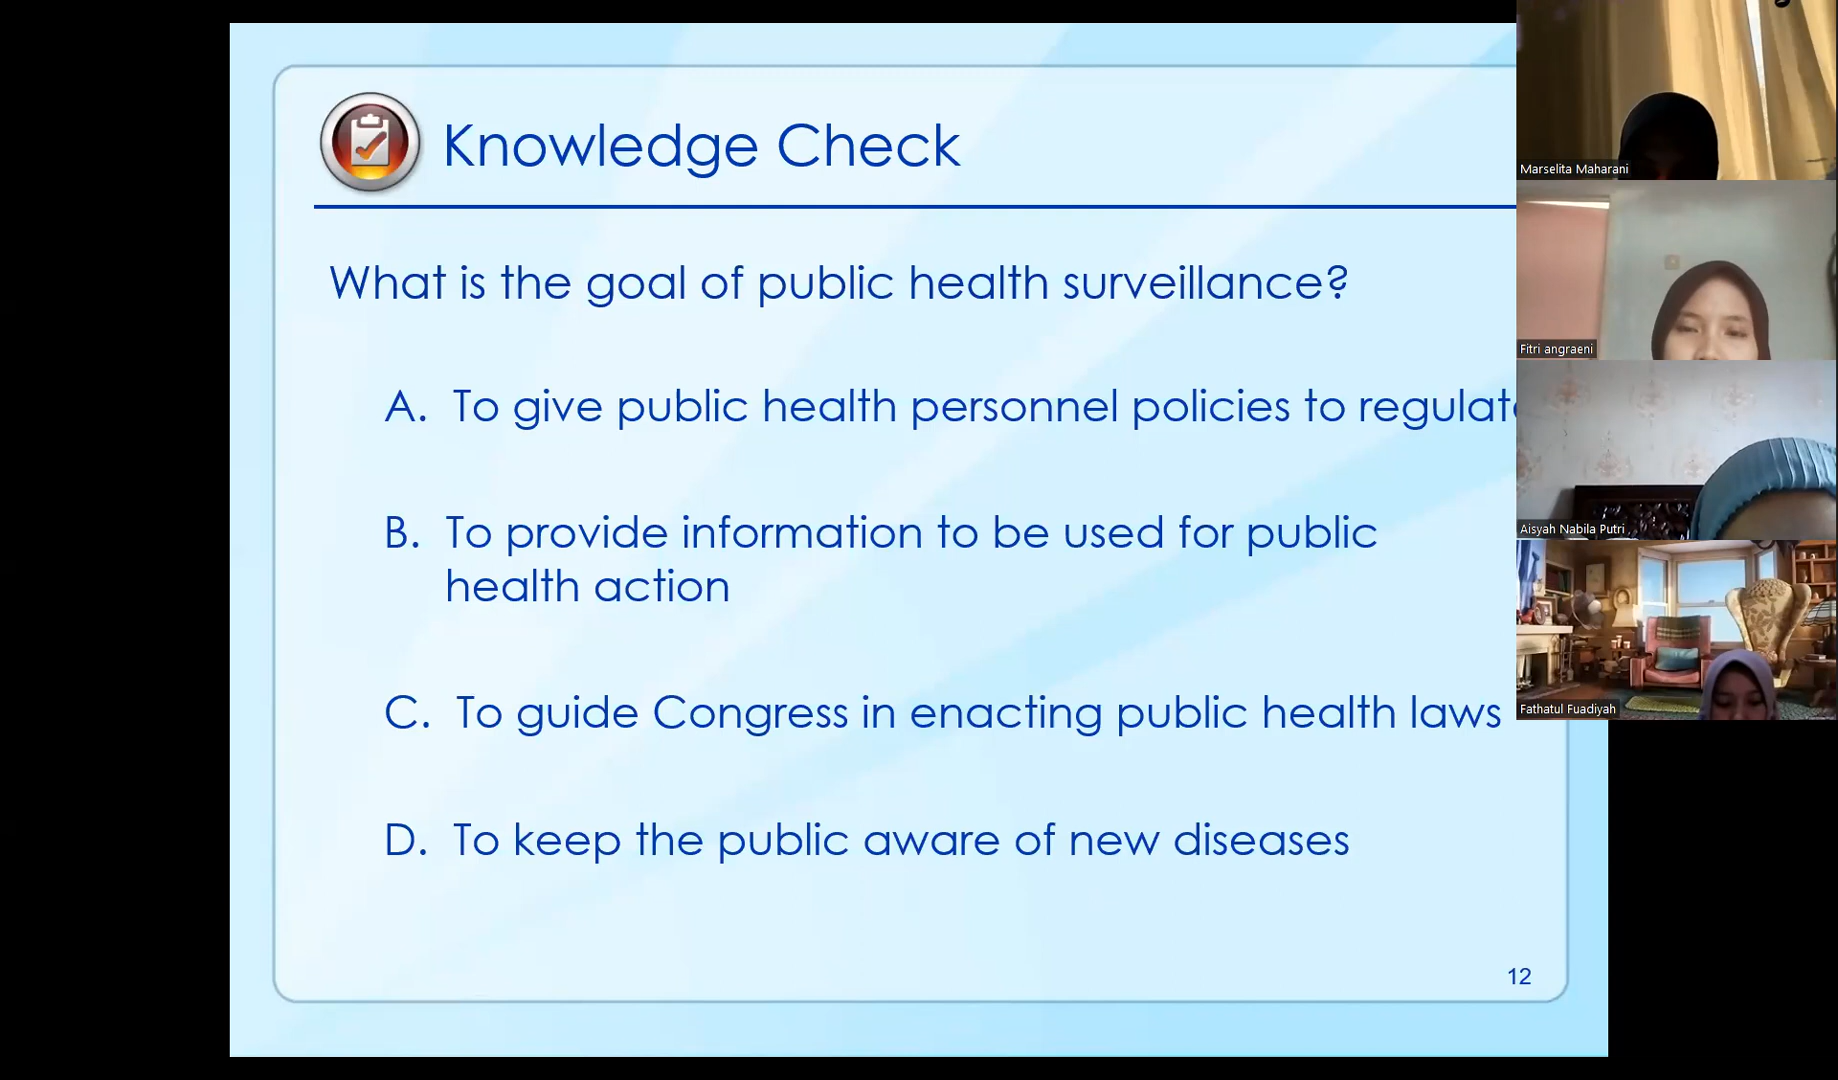 Knowledge Check
What is the goal of public health surveillance?
A. To give public health personnel policies to regulate
B. To provide information to be used for public
health action
C. To guide Congress in enacting public health laws
D. To keep the public aware of new diseases
12
Marselita Maharani
Fitri angraeni
Aisyah Nabila Putri
Fathatul Fuadiyah